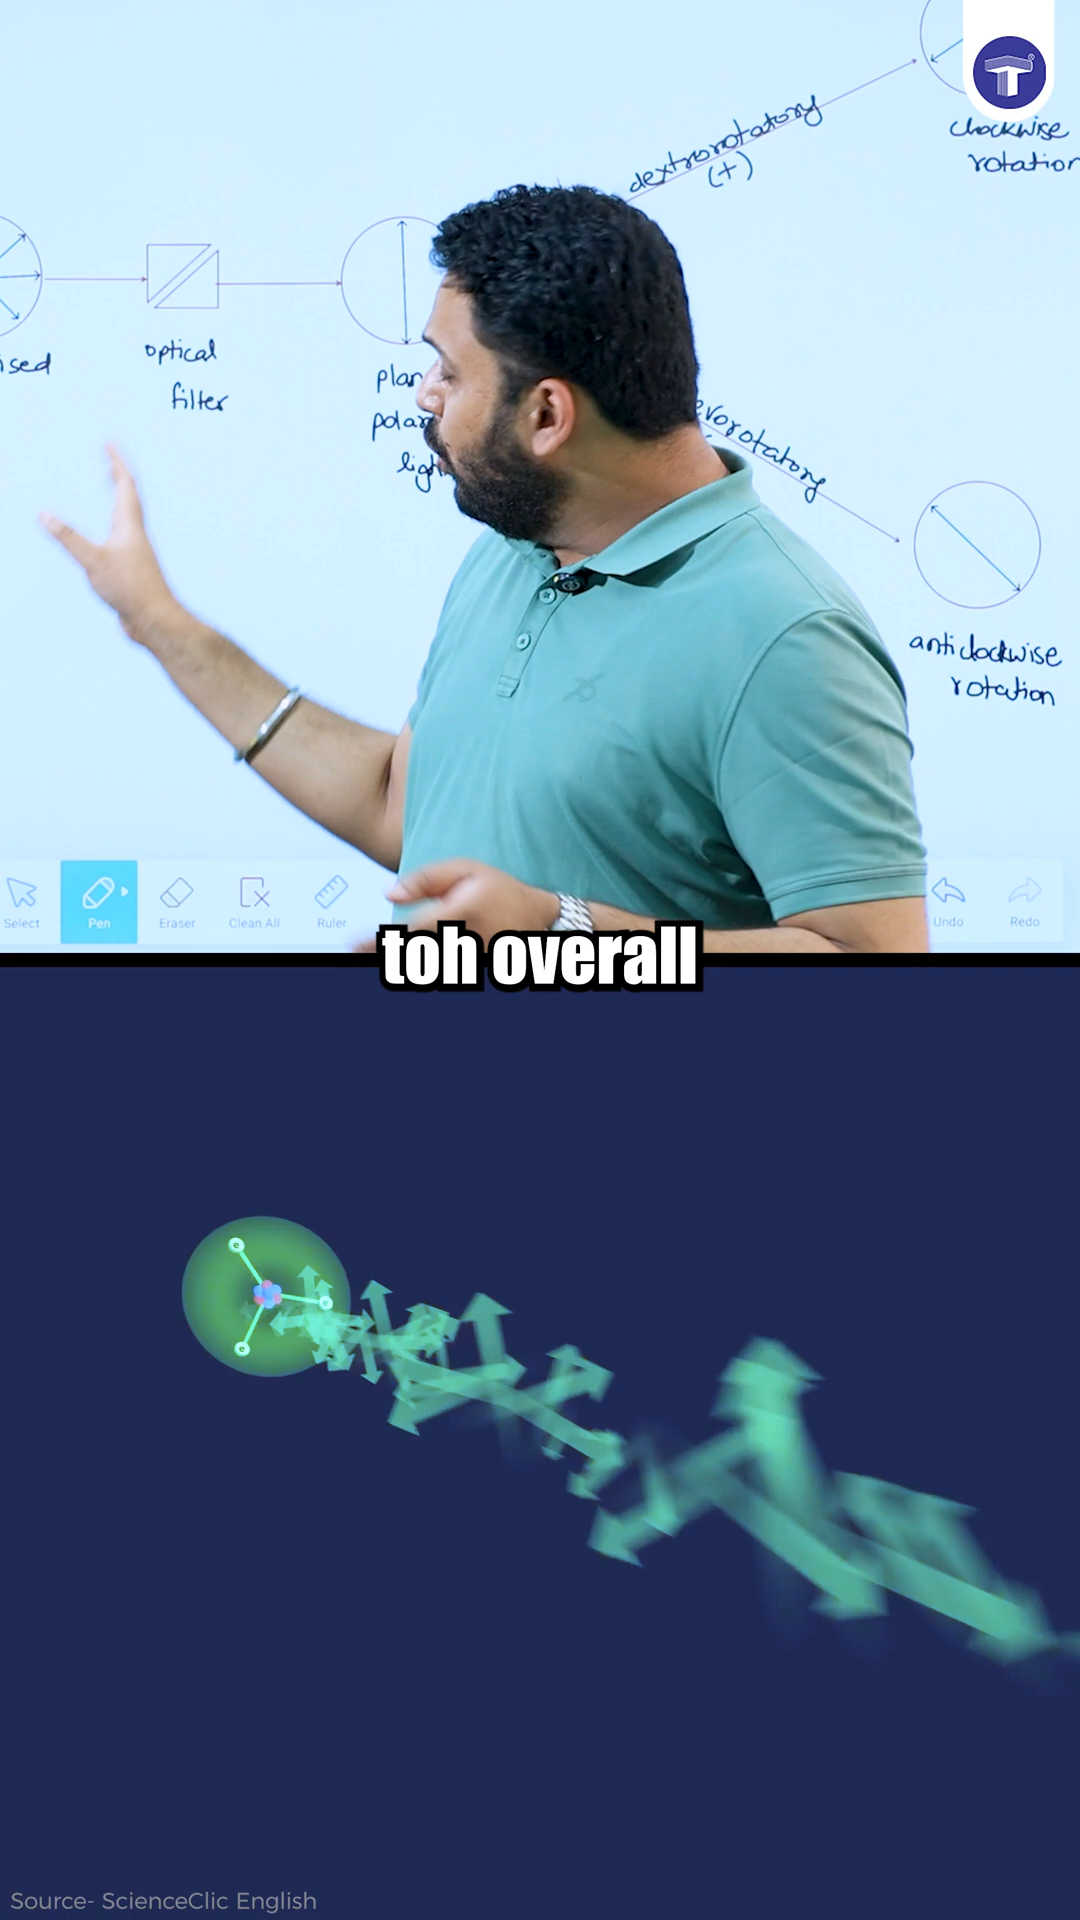 dextrorotatory
(+)
clockwise
rotation
optical
filter
light
anticlockwise
rotation
Select
Pen
Eraser
Clean All
Ruler
Undo
Redo
toh overall
Source- ScienceClic English